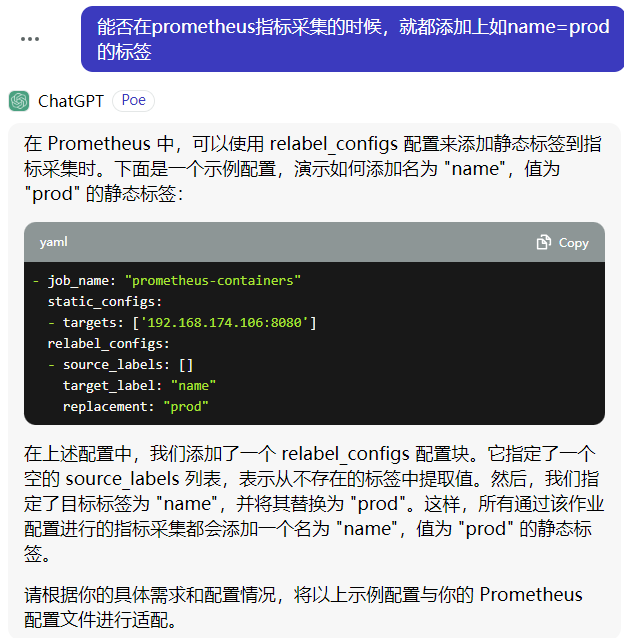 能否在prometheus指标采集的时候，就都添加上如name=prod
的标签
ChatGPT Poe
在 Prometheus 中，可以使用 relabel_configs 配置来添加静态标签到指
标采集时。下面是一个示例配置，演示如何添加名为 "name"，值为
"prod" 的静态标签：
yaml Copy
- job_name: "prometheus-containers"
  static_configs:
  - targets: ['192.168.174.106:8080']
  relabel_configs:
  - source_labels: []
    target_label: "name"
    replacement: "prod"
在上述配置中，我们添加了一个 relabel_configs 配置块。它指定了一个
空的 source_labels 列表，表示从不存在的标签中提取值。然后，我们指
定了目标标签为 "name"，并将其替换为 "prod"。这样，所有通过该作业
配置进行的指标采集都会添加一个名为 "name"，值为 "prod" 的静态标
签。
请根据你的具体需求和配置情况，将以上示例配置与你的 Prometheus
配置文件进行适配。